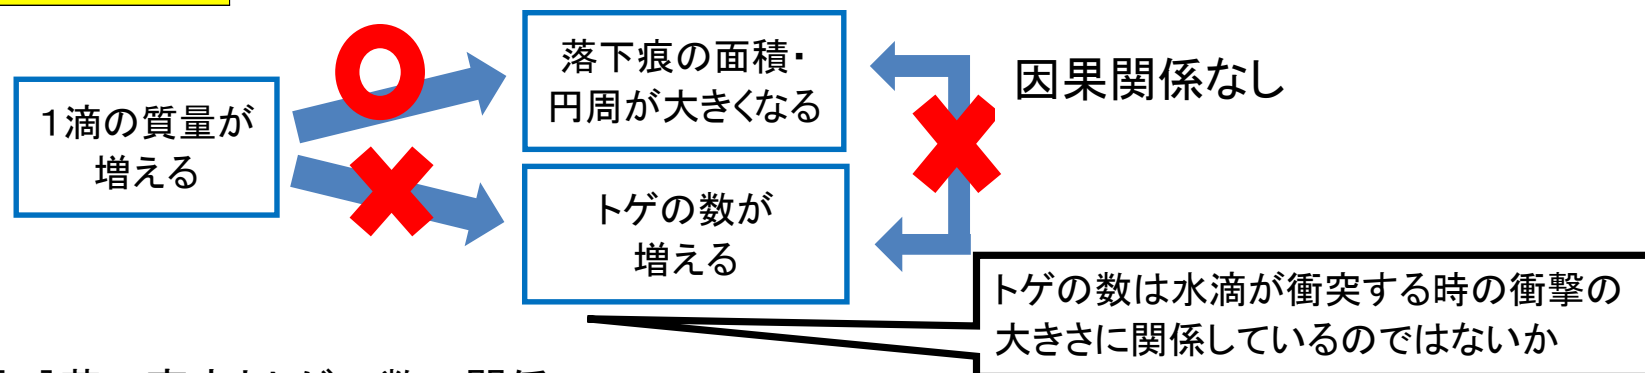 1滴の質量が
増える
落下痕の面積・
円周が大きくなる
トゲの数が
増える
因果関係なし
トゲの数は水滴が衝突する時の衝撃の
大きさに関係しているのではないか